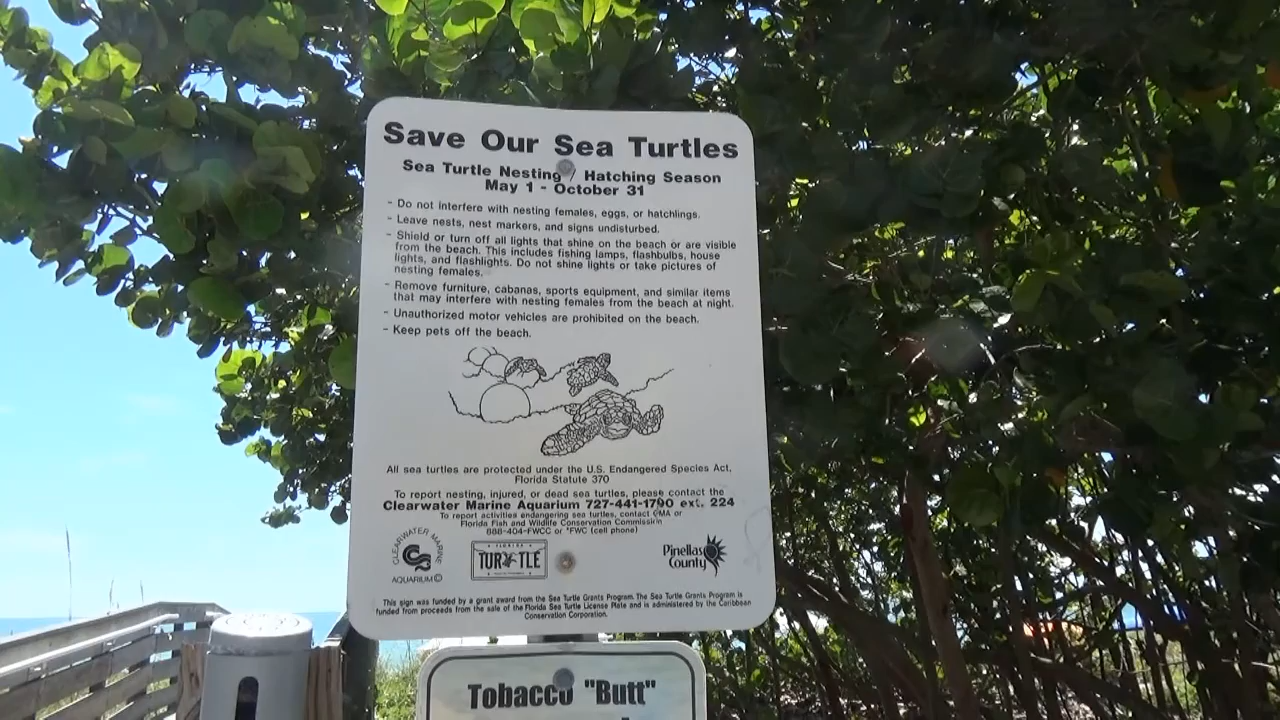 Save Our Sea Turtles
Sea Turtle Nesting / Hatching Season
May 1 - October 31
- Do not interfere with nesting females, eggs, or hatchlings.
- Leave nests, nest markers, and signs undisturbed.
- Shield or turn off all lights that shine on the beach or are visible
from the beach. This includes fishing lamps, flashbulbs, house
lights, and flashlights. Do not shine lights or take pictures of
nesting females.
- Remove furniture, cabanas, sports equipment, and similar items
that may interfere with nesting females from the beach at night.
- Unauthorized motor vehicles are prohibited on the beach.
- Keep pets off the beach.
All sea turtles are protected under the U.S. Endangered Species Act,
Florida Statute 370
To report nesting, injured, or dead sea turtles, please contact the
Clearwater Marine Aquarium 727-441-1790 ext. 224
To report activities endangering sea turtles, contact CMA or
Florida Fish and Wildlife Conservation Commission
888-404-FWCC or *FWC (cell phone)
CLEARWATER MARINE
AQUARIUM ©
FLORIDA
TURTLE
Pinellas
County
This sign was funded by a grant award from the Sea Turtle Grants Program. The Sea Turtle Grants Program is
funded from proceeds from the sale of the Florida Sea Turtle License Plate and is administered by the Caribbean
Conservation Corporation.
Tobacco "Butt"